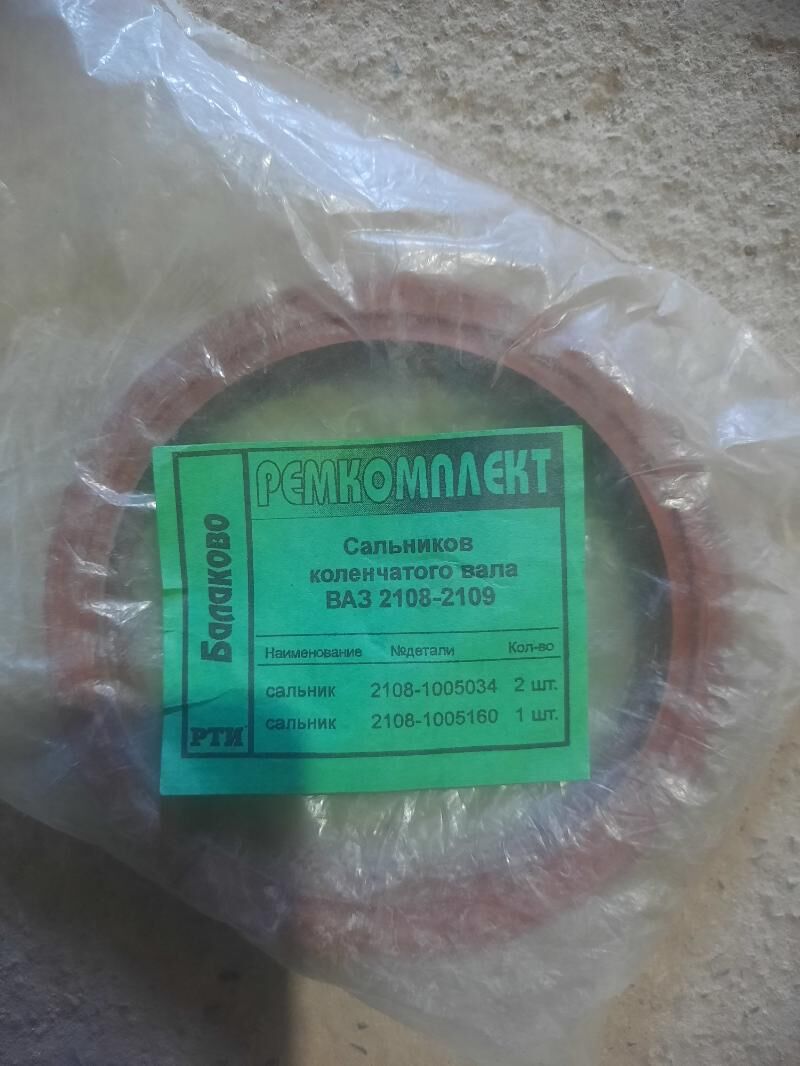 РЕМКОМПЛЕКТ
Сальников
коленчатого вала
ВАЗ 2108-2109
Наименование №детали Кол-во
сальник 2108-1005034 2 шт.
сальник 2108-1005160 1 шт.
Балаково
РТИ